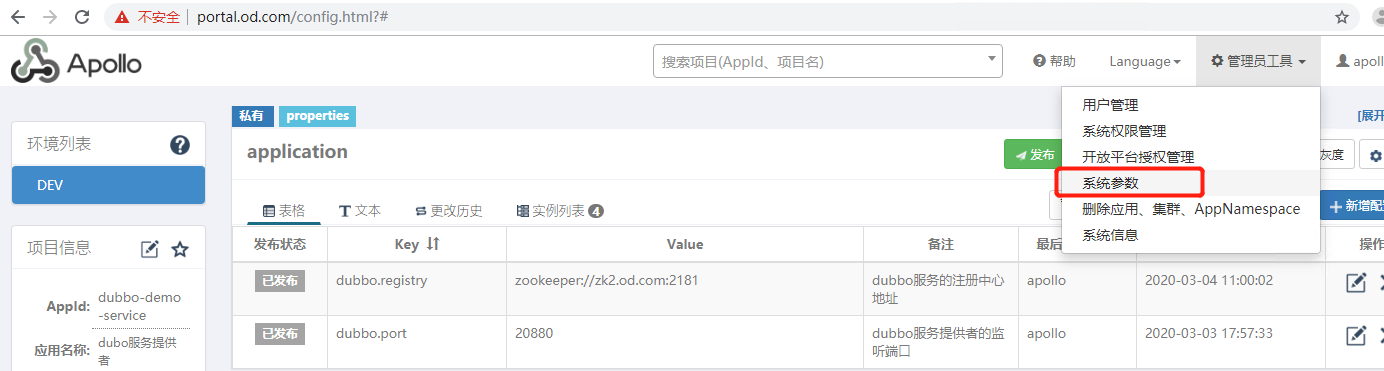 不安全 portal.od.com/config.html?#
Apollo
搜索项目(AppId、项目名)
帮助
Language
管理员工具
apoll
用户管理
系统权限管理
开放平台授权管理
系统参数
删除应用、集群、AppNamespace
系统信息
环境列表
DEV
项目信息
AppId: dubbo-demo
-service
应用名称: dubo服务提供
者
私有 properties
[展开
application
发布
灰度
表格 文本 更改历史 实例列表 4
新增配
发布状态 Key Value 备注 最后 操作
已发布 dubbo.registry zookeeper://zk2.od.com:2181 dubbo服务的注册中心
地址
apollo 2020-03-04 11:00:02
已发布 dubbo.port 20880 dubbo服务提供者的监
听端口
apollo 2020-03-03 17:57:33